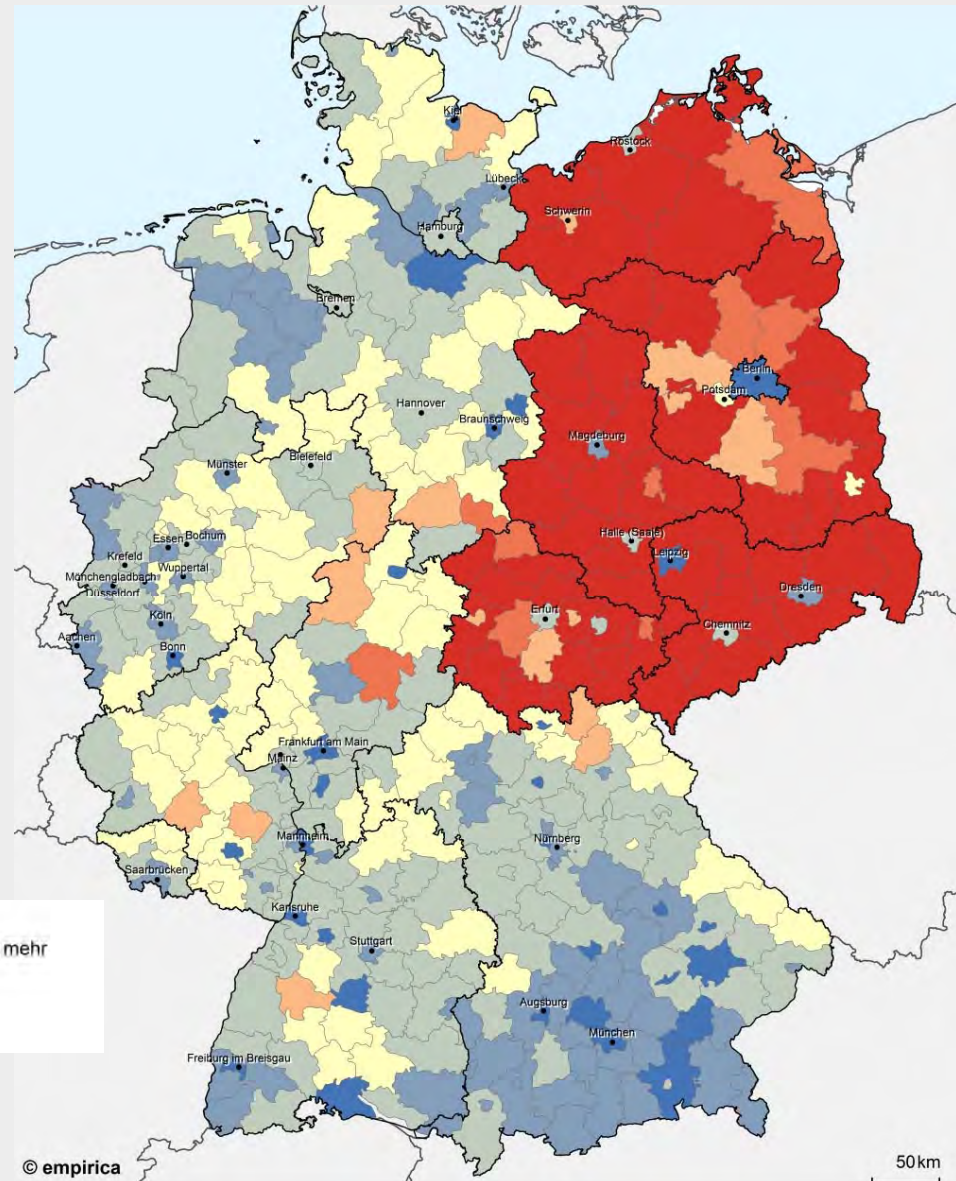 Kiel
Rostock
Lübeck
Schwerin
Hamburg
Bremen
Berlin
Potsdam
Hannover
Braunschweig
Magdeburg
Bielefeld
Münster
Halle (Saale)
Leipzig
Essen
Bochum
Krefeld
Wuppertal
Mönchengladbach
Düsseldorf
Dresden
Köln
Erfurt
Chemnitz
Aachen
Bonn
Frankfurt am Main
Mainz
Mannheim
Nürnberg
Saarbrücken
Karlsruhe
mehr
Stuttgart
Augsburg
München
Freiburg im Breisgau
© empirica
50 km